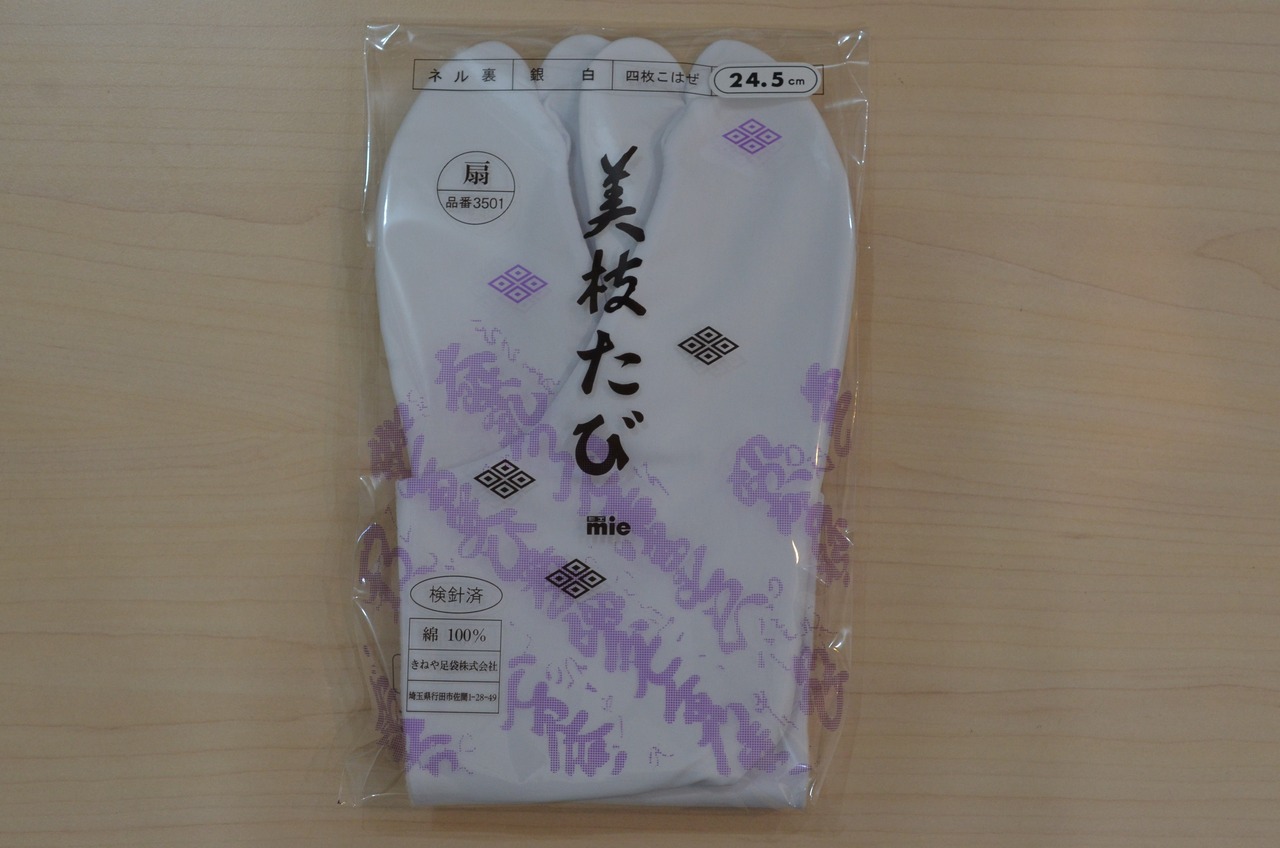 ネル裏 銀白 四枚こはぜ 24.5cm
扇
品番3501
美枝たび
mie
検針済
綿 100%
きねや足袋株式会社
埼玉県行田市佐間1-28-49